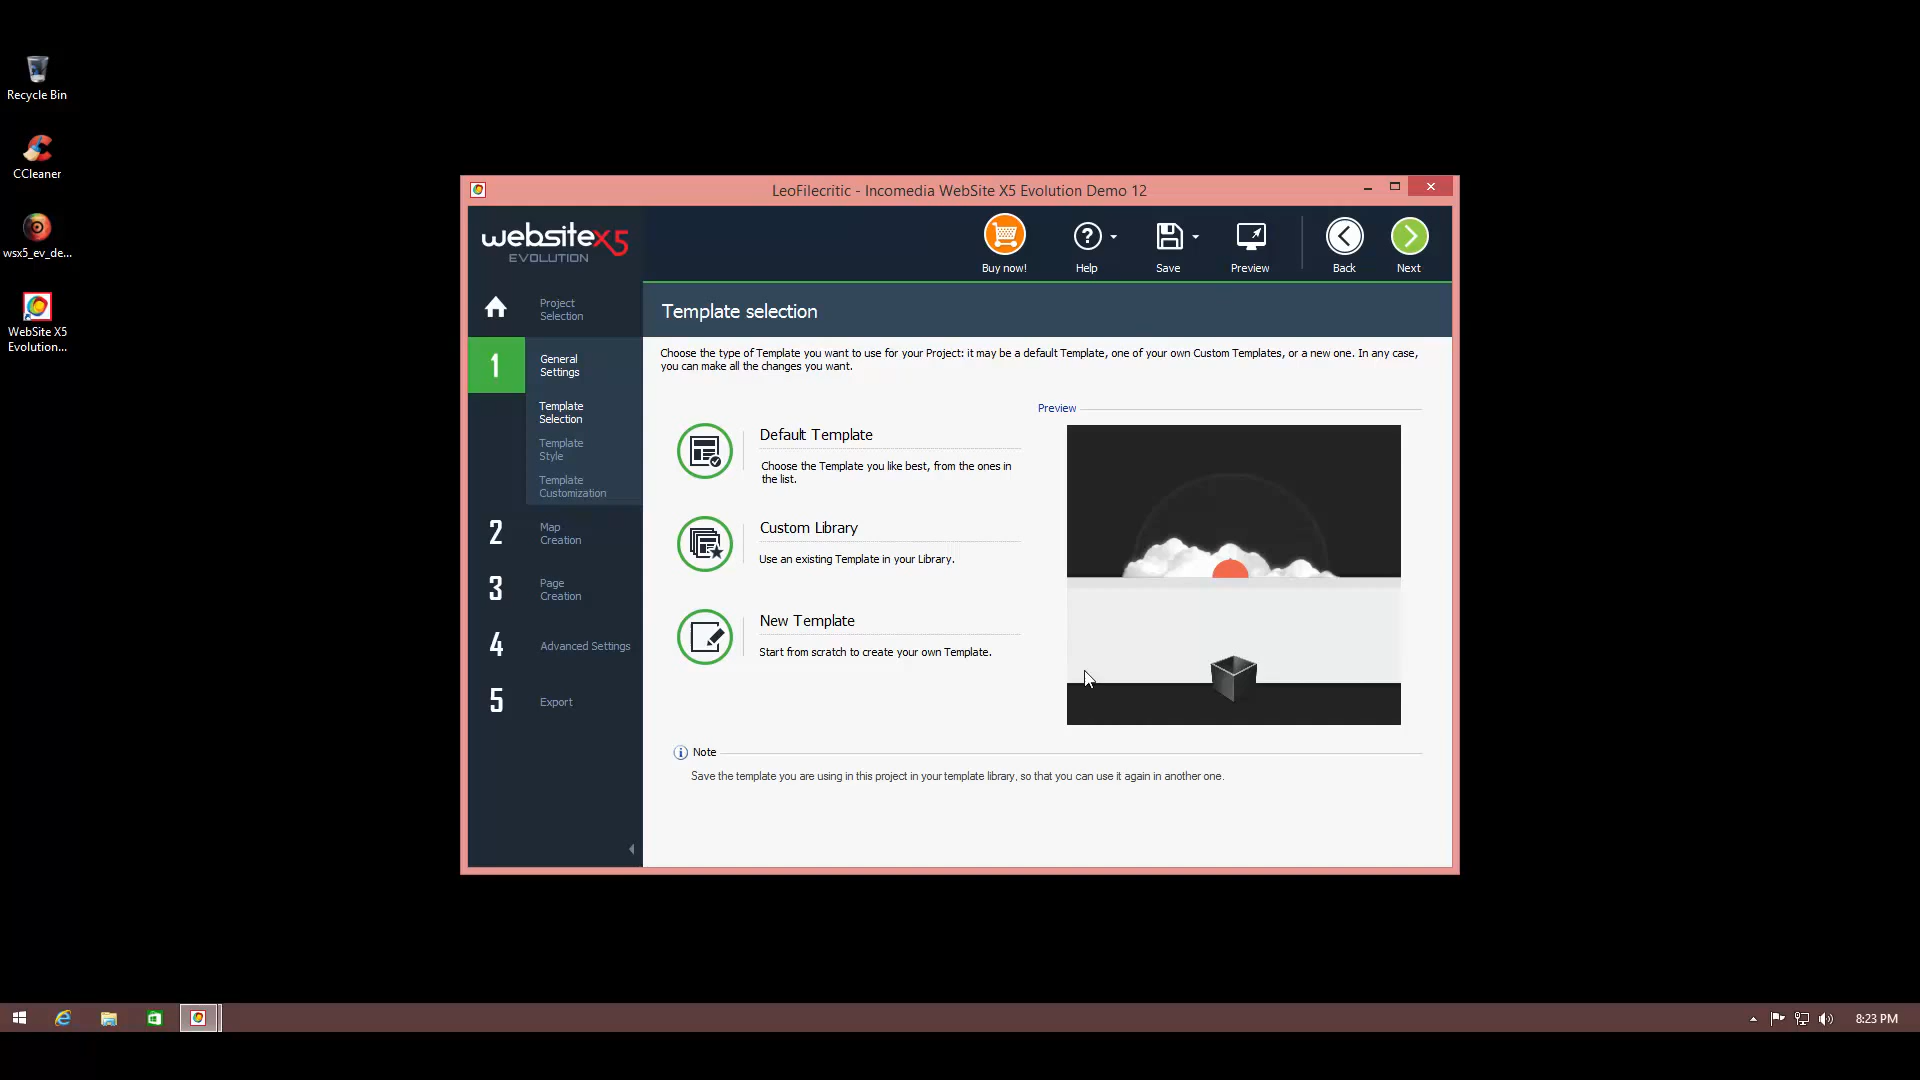 Recycle Bin
CCleaner
wsx5_ev_de...
WebSite X5
Evolution...
LeoFilecritic - Incomedia WebSite X5 Evolution Demo 12
websitex5
EVOLUTION
Buy now!
Help
Save
Preview
Back
Next
Project
Selection
1
General
Settings
Template
Selection
Template
Style
Template
Customization
2
Map
Creation
3
Page
Creation
4
Advanced Settings
5
Export
Template selection
Choose the type of Template you want to use for your Project: it may be a default Template, one of your own Custom Templates, or a new one. In any case,
you can make all the changes you want.
Default Template
Choose the Template you like best, from the ones in
the list.
Custom Library
Use an existing Template in your Library.
New Template
Start from scratch to create your own Template.
Preview
Note
Save the template you are using in this project in your template library, so that you can use it again in another one.
8:23 PM